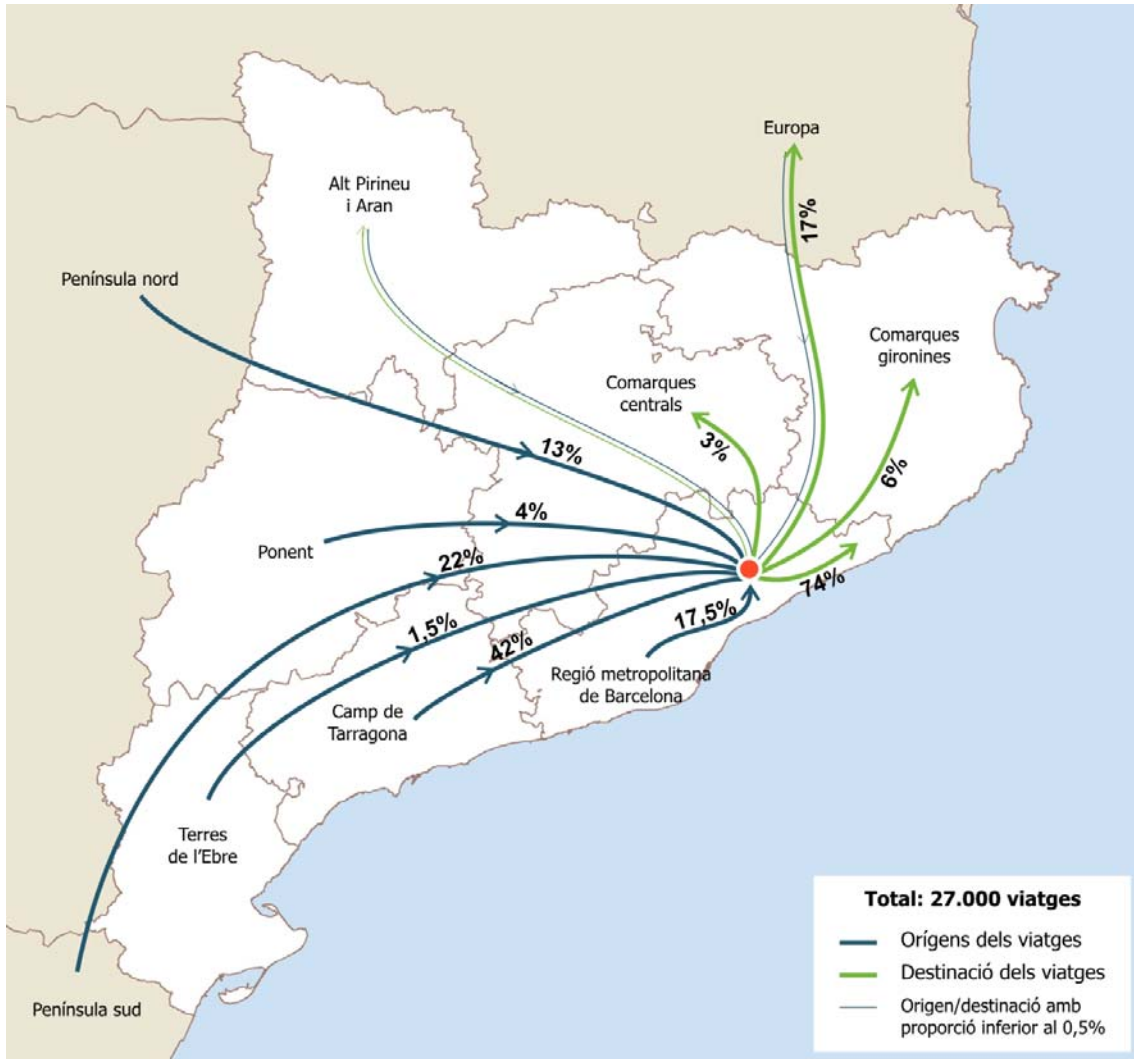 Europa
17%
Alt Pirineu
i Aran
Península nord
Comarques
gironines
Comarques
centrals
3%
6%
13%
4%
Ponent
22%
74%
1,5%
17,5%
42%
Regió metropolitana
de Barcelona
Camp de
Tarragona
Terres
de l'Ebre
Península sud
Total: 27.000 viatges
Orígens dels viatges
Destinació dels viatges
Origen/destinació amb
proporció inferior al 0,5%